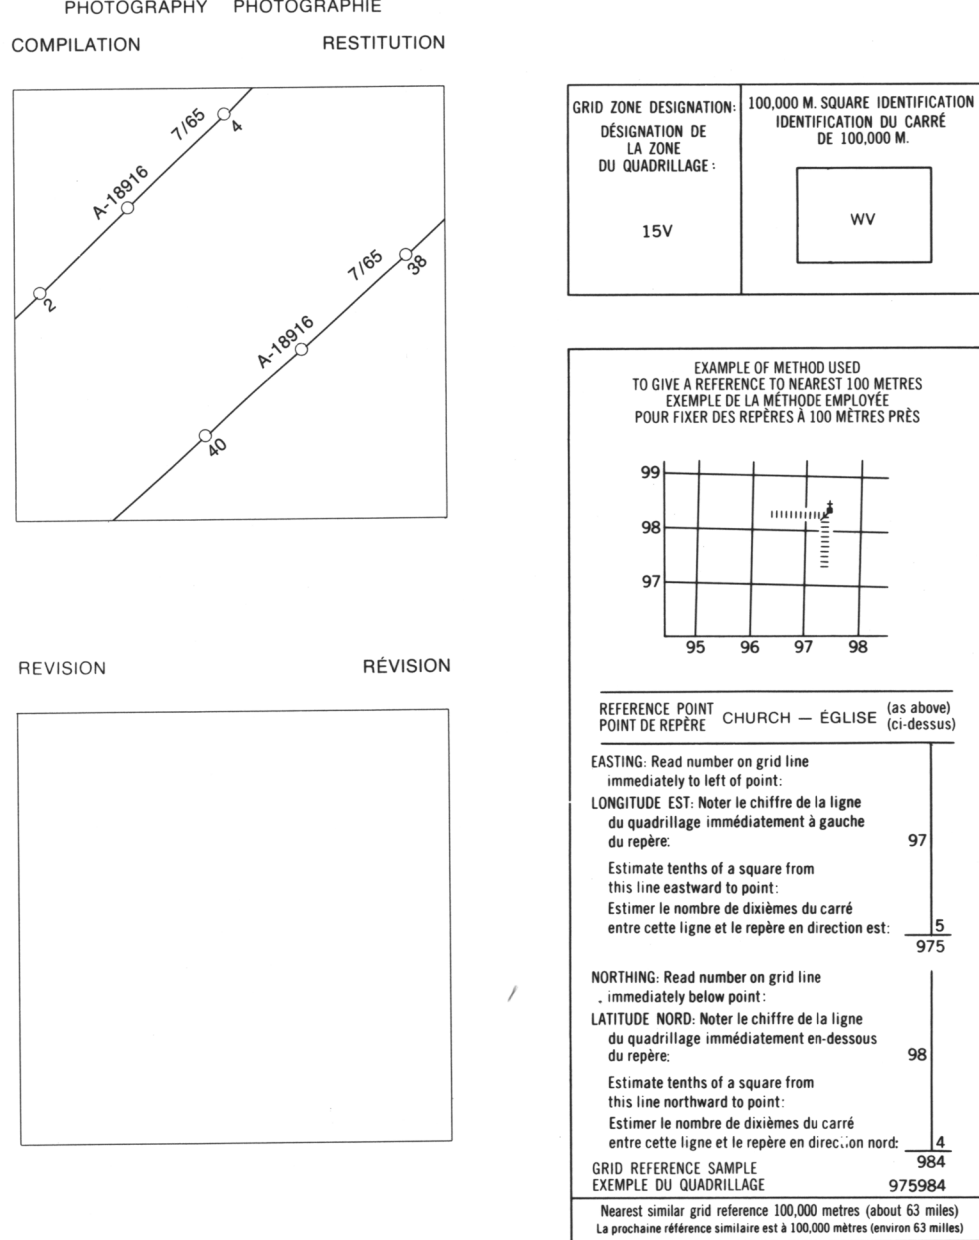 PHOTOGRAPHY PHOTOGRAPHIE
COMPILATION RESTITUTION
7/65
4
A-18916
2
7/65
38
A-18916
40
REVISION RÉVISION
GRID ZONE DESIGNATION:
DÉSIGNATION DE
LA ZONE
DU QUADRILLAGE :
15V
100,000 M. SQUARE IDENTIFICATION
IDENTIFICATION DU CARRÉ
DE 100,000 M.
WV
EXAMPLE OF METHOD USED
TO GIVE A REFERENCE TO NEAREST 100 METRES
EXEMPLE DE LA MÉTHODE EMPLOYÉE
POUR FIXER DES REPÈRES À 100 MÈTRES PRÈS
99
98
97
95 96 97 98
REFERENCE POINT
POINT DE REPÈRE
CHURCH — ÉGLISE
(as above)
(ci-dessus)
EASTING: Read number on grid line
immediately to left of point:
LONGITUDE EST: Noter le chiffre de la ligne
du quadrillage immédiatement à gauche
du repère: 97
Estimate tenths of a square from
this line eastward to point:
Estimer le nombre de dixièmes du carré
entre cette ligne et le repère en direction est: 5
975
NORTHING: Read number on grid line
immediately below point:
LATITUDE NORD: Noter le chiffre de la ligne
du quadrillage immédiatement en-dessous
du repère: 98
Estimate tenths of a square from
this line northward to point:
Estimer le nombre de dixièmes du carré
entre cette ligne et le repère en direction nord: 4
984
GRID REFERENCE SAMPLE
EXEMPLE DU QUADRILLAGE 975984
Nearest similar grid reference 100,000 metres (about 63 miles)
La prochaine référence similaire est à 100,000 mètres (environ 63 milles)